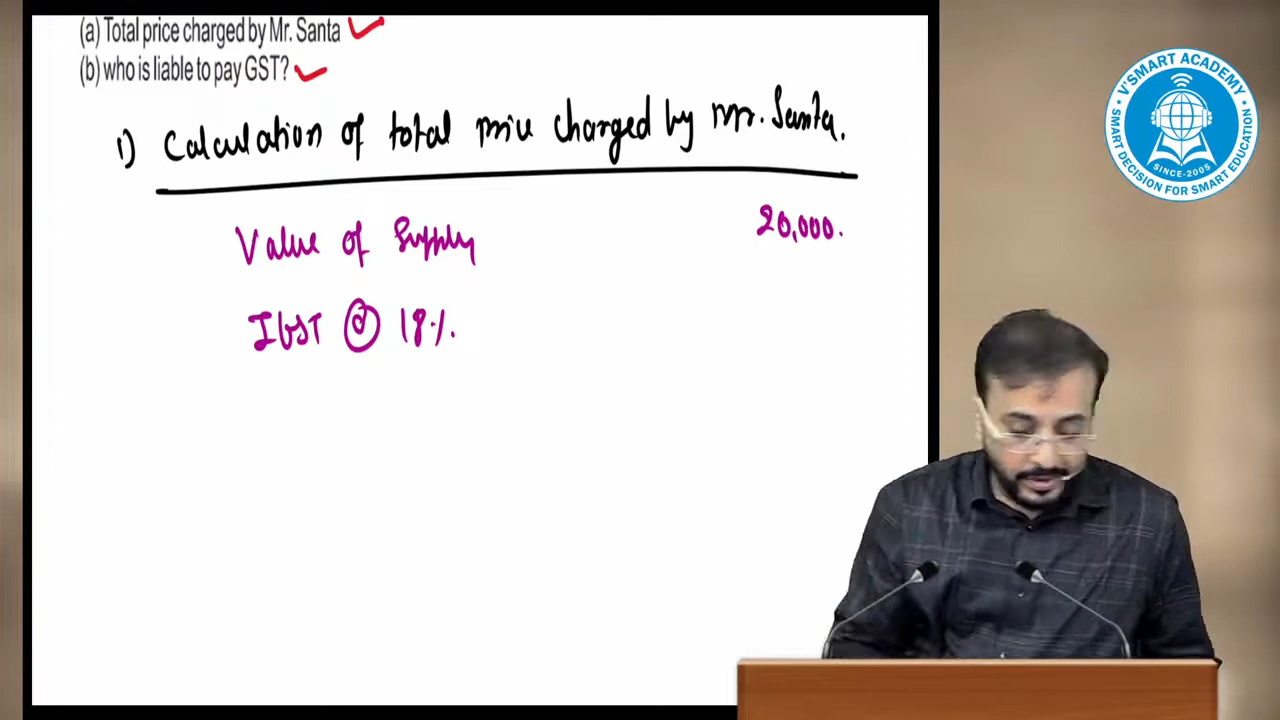 (a) Total price charged by Mr. Santa
(b) who is liable to pay GST?
1) Calculation of total price charged by Mr. Santa.
Value of Supply 20,000.
IGST @ 18%.
V'SMART ACADEMY
SINCE-2005
SMART DECISION FOR SMART EDUCATION